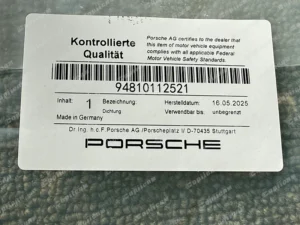 Kontrollierte
Qualität
Porsche AG certifies to the dealer that
this item of motor vehicle equipment
complies with all applicable Federal
Motor Vehicle Safety Standards.
94810112521
Inhalt: 1 Bezeichnung: Herstelldatum: 16.05.2025
Dichtung Verwendbar bis: unbegrenzt
Made in Germany
Dr. Ing. h.c.F.Porsche AG /Porscheplatz V D-70435 Stuttgart
PORSCHE